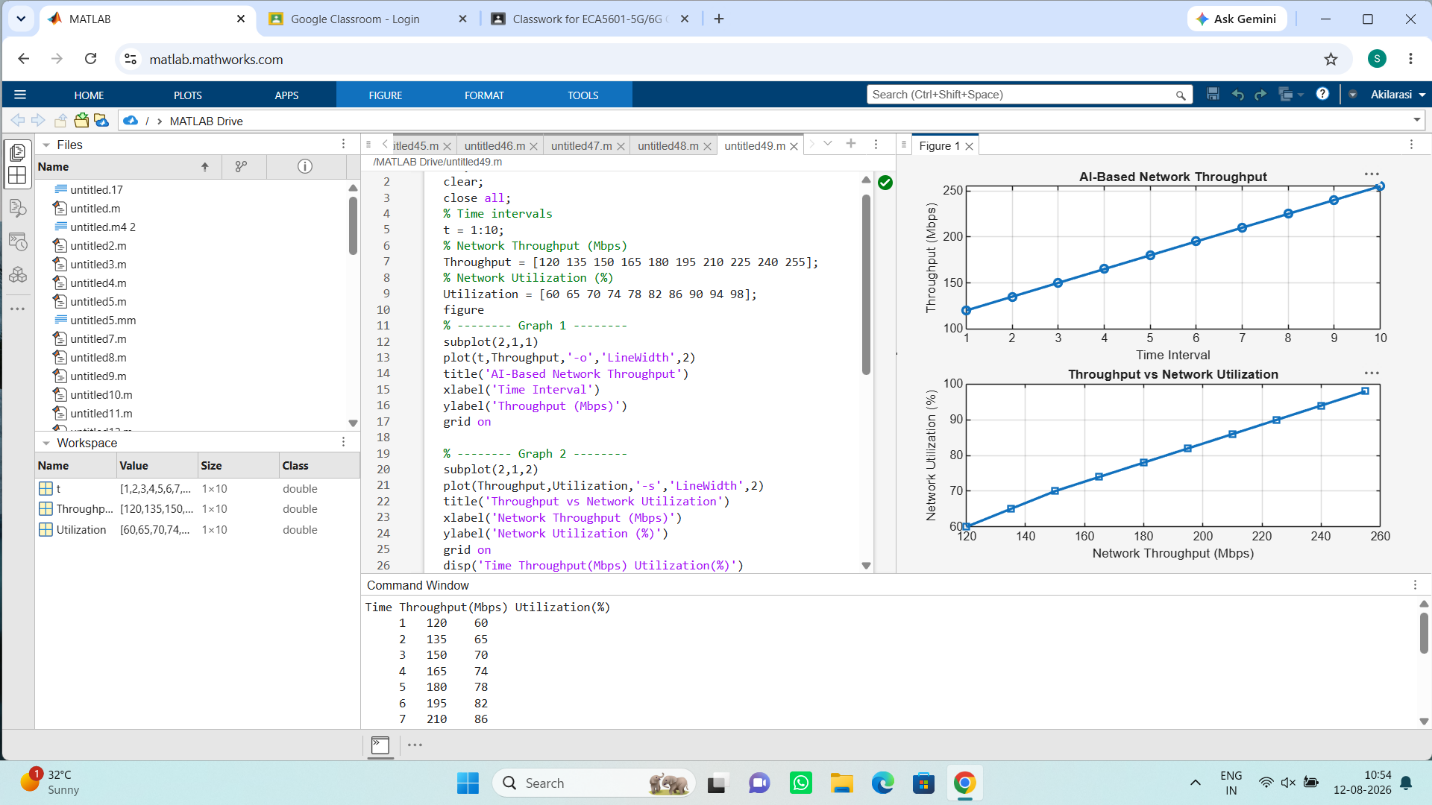 MATLAB
Google Classroom - Login
Classwork for ECA5601-5G/6G
Ask Gemini
matlab.mathworks.com
S
HOME
PLOTS
APPS
FIGURE
FORMAT
TOOLS
Search (Ctrl+Shift+Space)
Akilarasi
/ > MATLAB Drive
Files
Name
untitled.17
untitled.m
untitled.m4 2
untitled2.m
untitled3.m
untitled4.m
untitled5.m
untitled5.mm
untitled7.m
untitled8.m
untitled9.m
untitled10.m
untitled11.m
Workspace
Name Value Size Class
t [1,2,3,4,5,6,7,... 1×10 double
Throughp... [120,135,150,... 1×10 double
Utilization [60,65,70,74,... 1×10 double
itled45.m
untitled46.m
untitled47.m
untitled48.m
untitled49.m
/MATLAB Drive/untitled49.m
2 clear;
3 close all;
4 % Time intervals
5 t = 1:10;
6 % Network Throughput (Mbps)
7 Throughput = [120 135 150 165 180 195 210 225 240 255];
8 % Network Utilization (%)
9 Utilization = [60 65 70 74 78 82 86 90 94 98];
10 figure
11 % -------- Graph 1 --------
12 subplot(2,1,1)
13 plot(t,Throughput,'-o','LineWidth',2)
14 title('AI-Based Network Throughput')
15 xlabel('Time Interval')
16 ylabel('Throughput (Mbps)')
17 grid on
18
19 % -------- Graph 2 --------
20 subplot(2,1,2)
21 plot(Throughput,Utilization,'-s','LineWidth',2)
22 title('Throughput vs Network Utilization')
23 xlabel('Network Throughput (Mbps)')
24 ylabel('Network Utilization (%)')
25 grid on
26 disp('Time Throughput(Mbps) Utilization(%)')
Figure 1
AI-Based Network Throughput
Throughput (Mbps)
250
200
150
100
1 2 3 4 5 6 7 8 9 10
Time Interval
Throughput vs Network Utilization
Network Utilization (%)
100
90
80
70
60
120 140 160 180 200 220 240 260
Network Throughput (Mbps)
Command Window
Time Throughput(Mbps) Utilization(%)
1 120 60
2 135 65
3 150 70
4 165 74
5 180 78
6 195 82
7 210 86
1
32°C
Sunny
Search
ENG
IN
10:54
12-08-2026